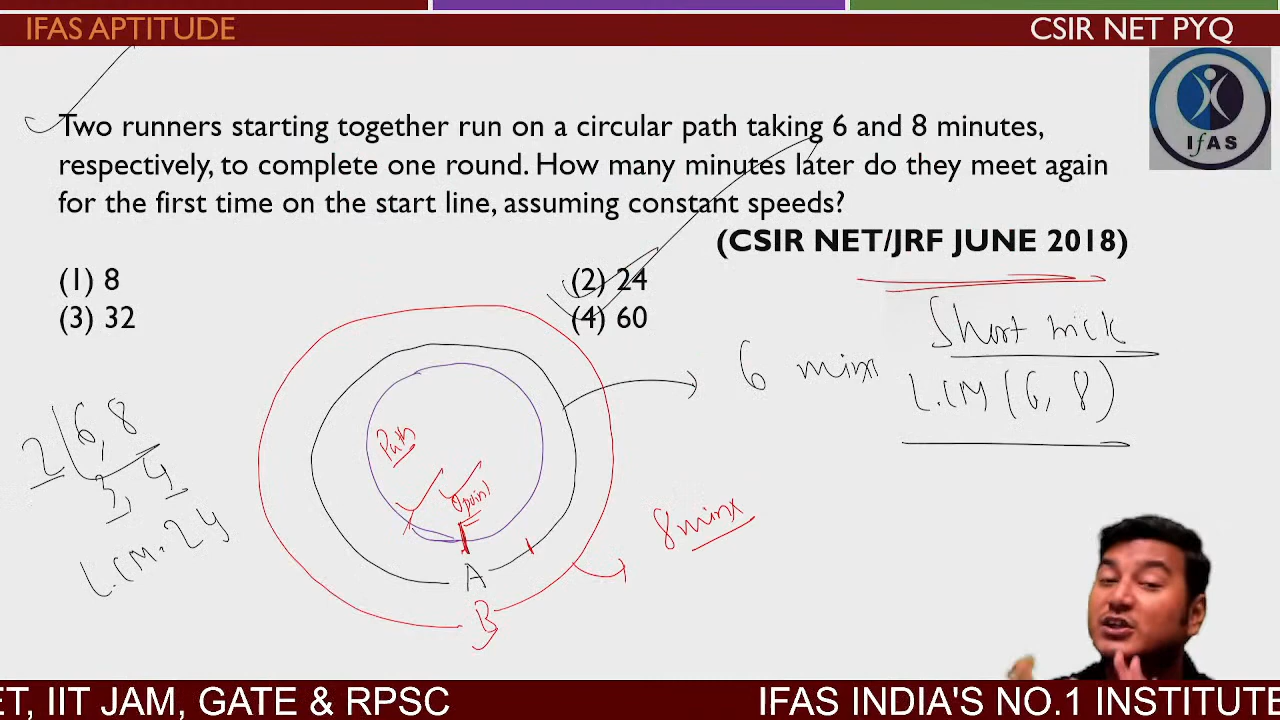 IFAS APTITUDE
CSIR NET PYQ
IfAS
Two runners starting together run on a circular path taking 6 and 8 minutes,
respectively, to complete one round. How many minutes later do they meet again
for the first time on the start line, assuming constant speeds?
(CSIR NET/JRF JUNE 2018)
(1) 8
(2) 24
(3) 32
(4) 60
Short trick
6 min
L.CM (6, 8)
2 6, 8
3, 4
L.CM = 24
Path
point
8 min
A
B
ET, IIT JAM, GATE & RPSC
IFAS INDIA'S NO.1 INSTITUTE